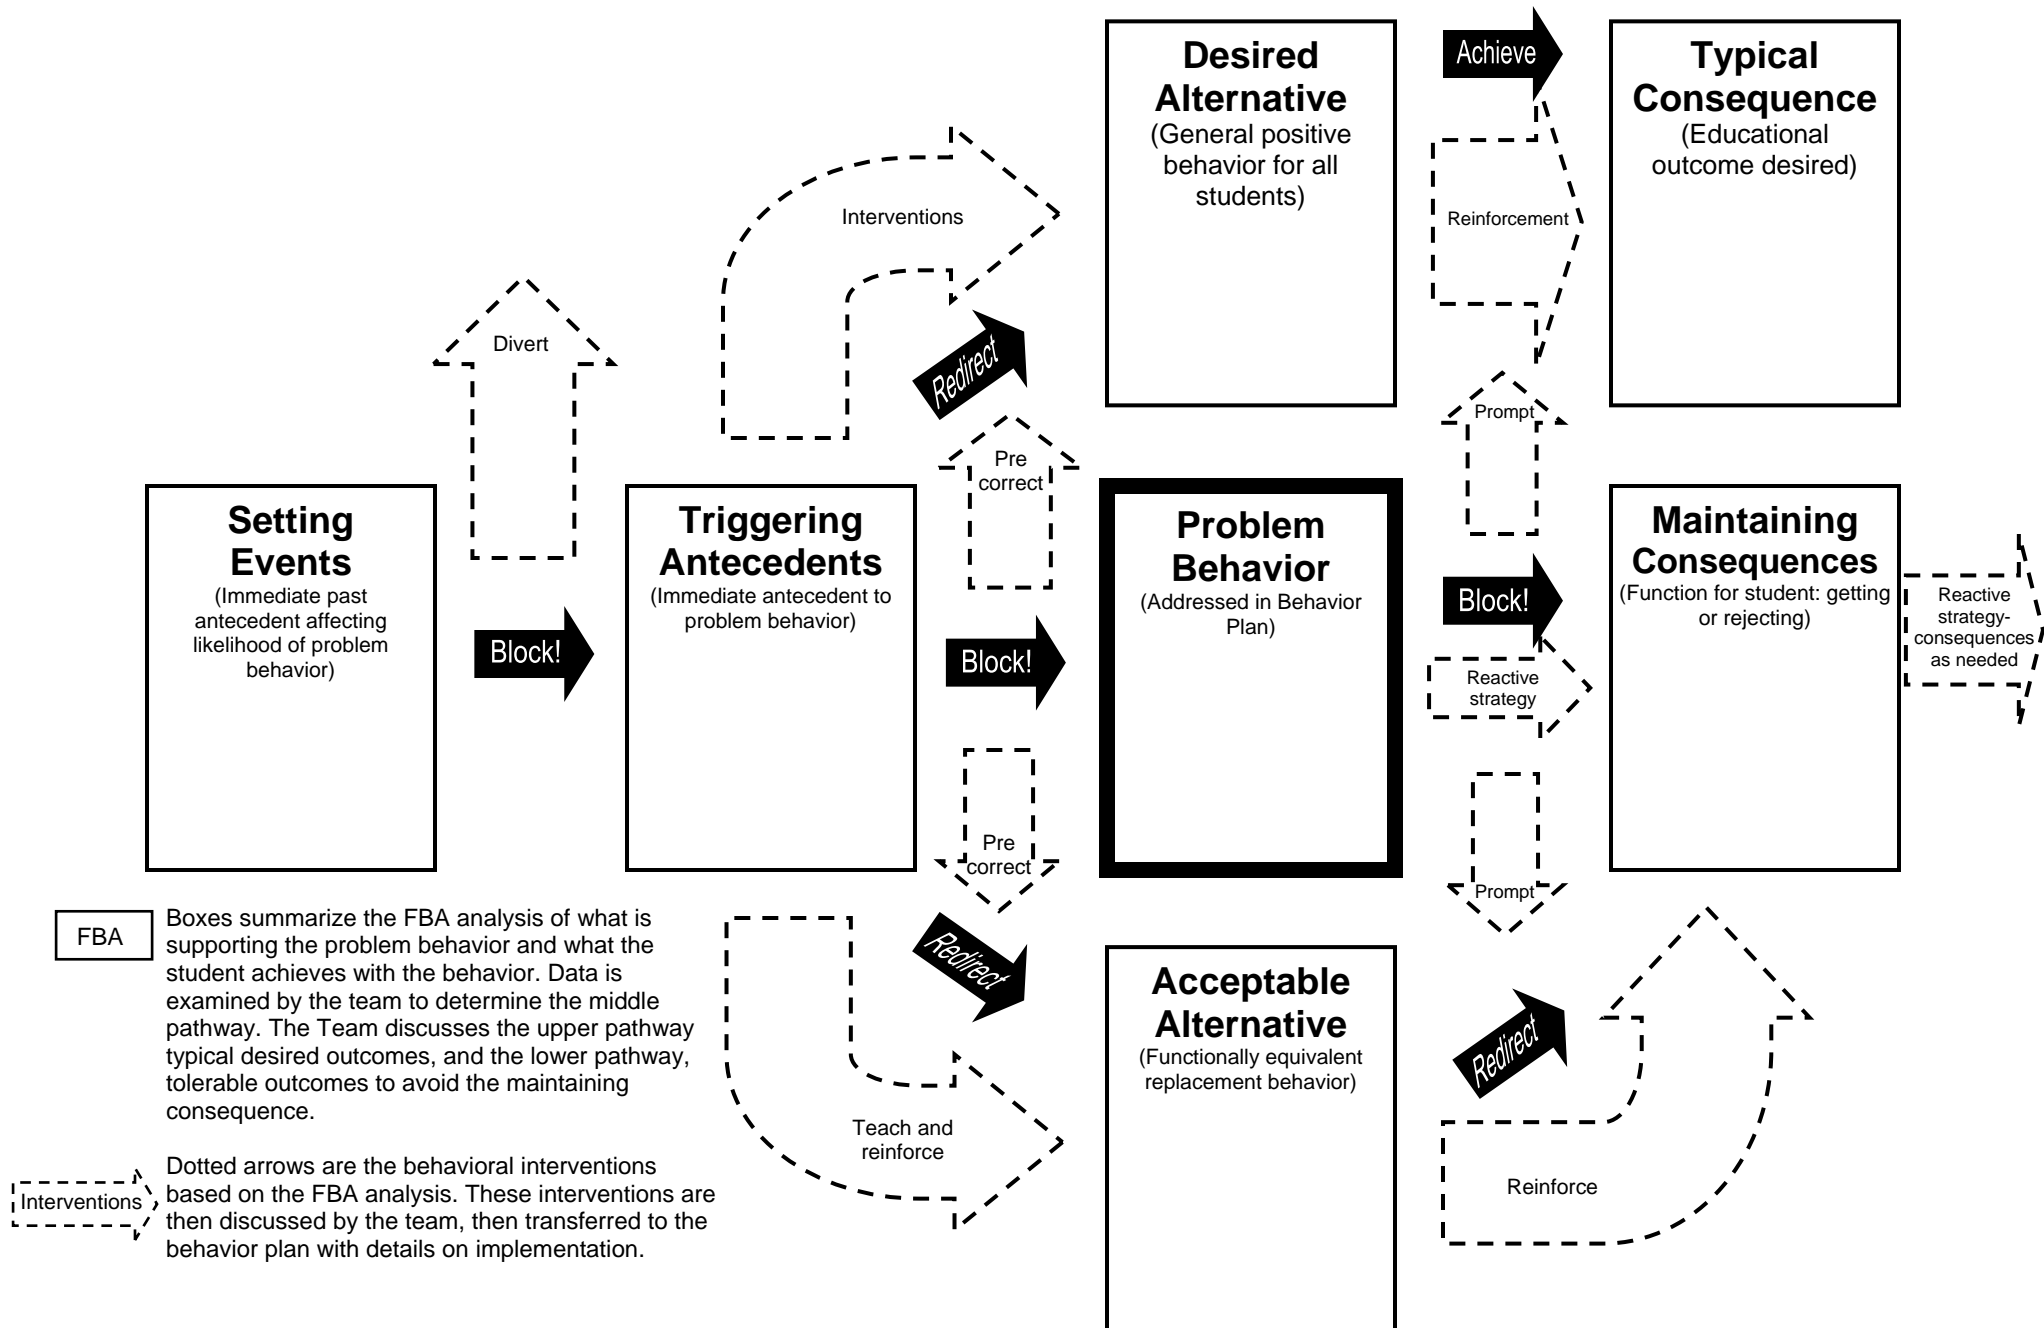 Desired
Alternative
(General positive
behavior for all
students)
Achieve
Typical
Consequence
(Educational
outcome desired)
Interventions
Reinforcement
Divert
Redirect
Prompt
Pre
correct
Setting
Events
(Immediate past
antecedent affecting
likelihood of problem
behavior)
Block!
Triggering
Antecedents
(Immediate antecedent to
problem behavior)
Block!
Problem
Behavior
(Addressed in Behavior
Plan)
Block!
Reactive
strategy
Maintaining
Consequences
(Function for student: getting
or rejecting)
Reactive
strategy-
consequences
as needed
Pre
correct
Prompt
Redirect
FBA
Boxes summarize the FBA analysis of what is
supporting the problem behavior and what the
student achieves with the behavior. Data is
examined by the team to determine the middle
pathway. The Team discusses the upper pathway
typical desired outcomes, and the lower pathway,
tolerable outcomes to avoid the maintaining
consequence.
Acceptable
Alternative
(Functionally equivalent
replacement behavior)
Redirect
Teach and
reinforce
Reinforce
Interventions
Dotted arrows are the behavioral interventions
based on the FBA analysis. These interventions are
then discussed by the team, then transferred to the
behavior plan with details on implementation.